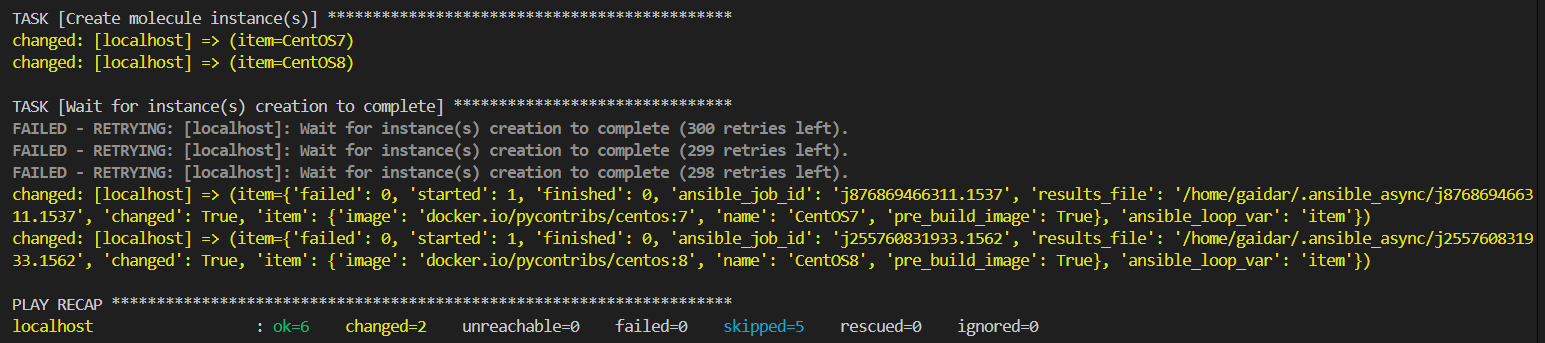 TASK [Create molecule instance(s)] *********************************************
changed: [localhost] => (item=CentOS7)
changed: [localhost] => (item=CentOS8)
TASK [Wait for instance(s) creation to complete] *******************************
FAILED - RETRYING: [localhost]: Wait for instance(s) creation to complete (300 retries left).
FAILED - RETRYING: [localhost]: Wait for instance(s) creation to complete (299 retries left).
FAILED - RETRYING: [localhost]: Wait for instance(s) creation to complete (298 retries left).
changed: [localhost] => (item={'failed': 0, 'started': 1, 'finished': 0, 'ansible_job_id': 'j876869466311.1537', 'results_file': '/home/gaidar/.ansible_async/j8768694663
11.1537', 'changed': True, 'item': {'image': 'docker.io/pycontribs/centos:7', 'name': 'CentOS7', 'pre_build_image': True}, 'ansible_loop_var': 'item'})
changed: [localhost] => (item={'failed': 0, 'started': 1, 'finished': 0, 'ansible_job_id': 'j255760831933.1562', 'results_file': '/home/gaidar/.ansible_async/j2557608319
33.1562', 'changed': True, 'item': {'image': 'docker.io/pycontribs/centos:8', 'name': 'CentOS8', 'pre_build_image': True}, 'ansible_loop_var': 'item'})
PLAY RECAP *********************************************************************
localhost                  : ok=6    changed=2    unreachable=0    failed=0    skipped=5    rescued=0    ignored=0